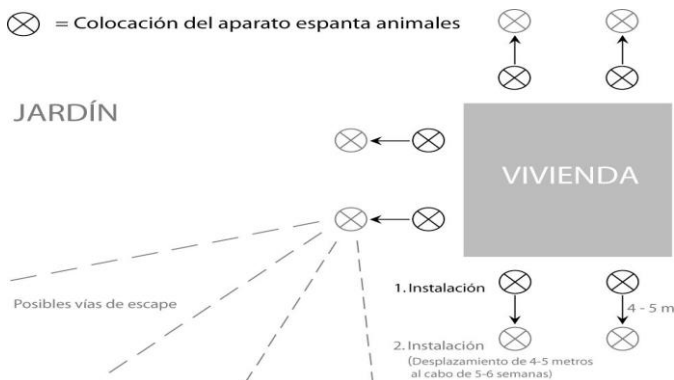 = Colocación del aparato espanta animales
JARDÍN
VIVIENDA
Posibles vías de escape
1. Instalación
4 - 5 m
2. Instalación
(Desplazamiento de 4-5 metros
al cabo de 5-6 semanas)